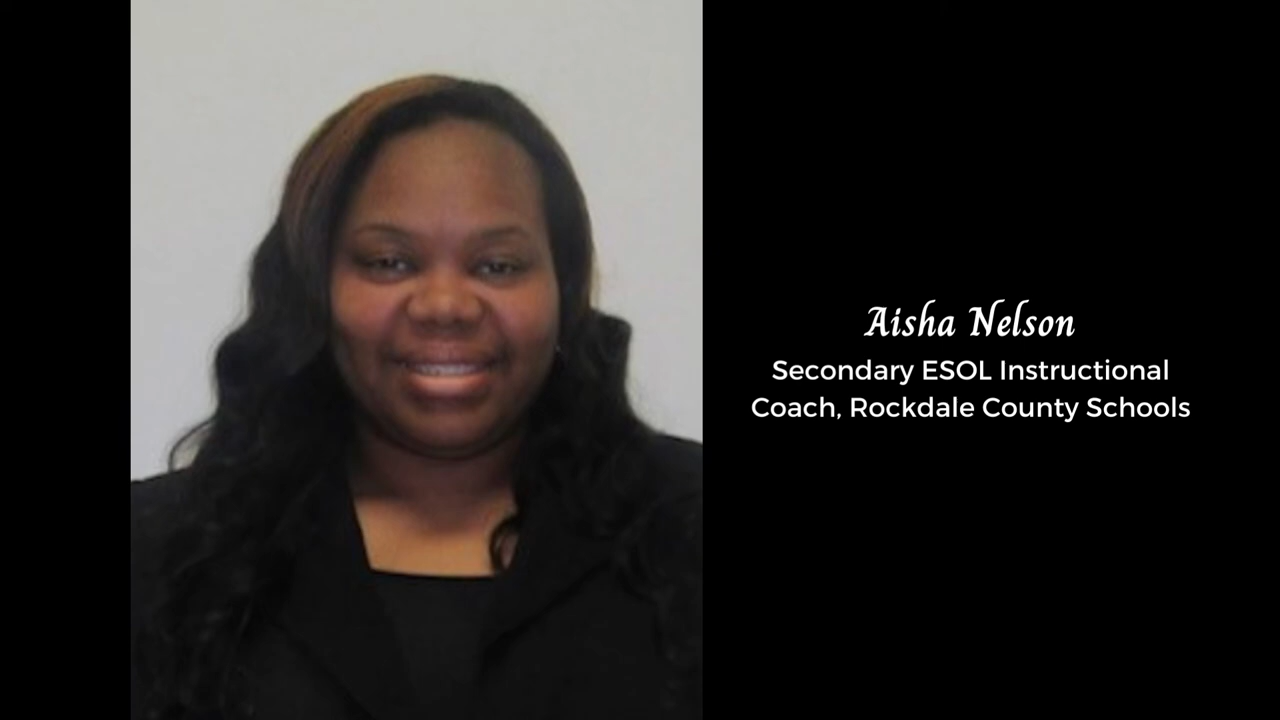 Aisha Nelson
Secondary ESOL Instructional
Coach, Rockdale County Schools